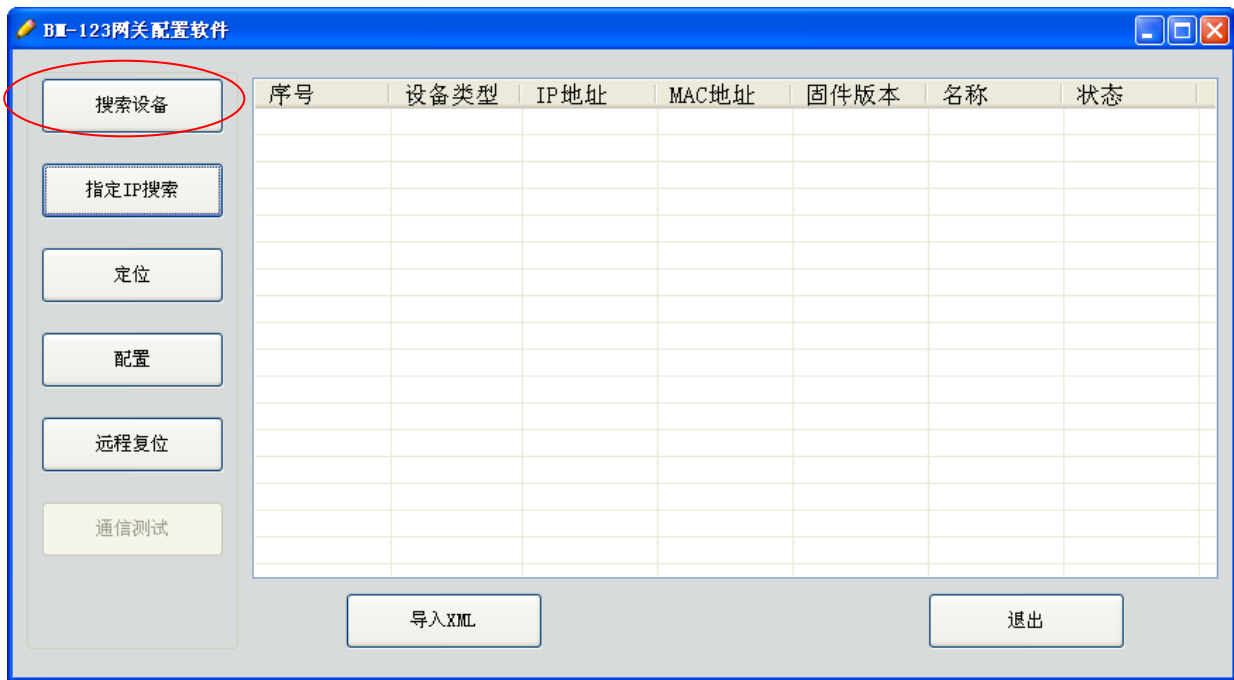 BM-123网关配置软件
搜索设备
序号 设备类型 IP地址 MAC地址 固件版本 名称 状态
指定IP搜索
定位
配置
远程复位
通信测试
导入XML 退出